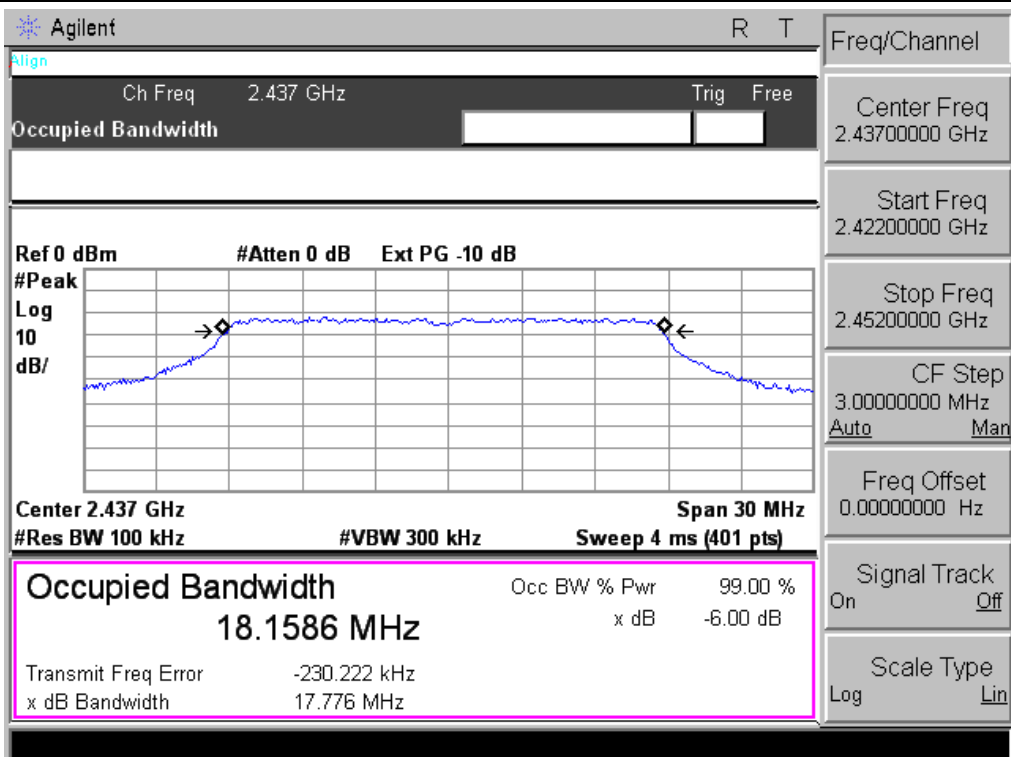 Agilent R T
Align
Ch Freq 2.437 GHz Trig Free
Occupied Bandwidth
Ref 0 dBm #Atten 0 dB Ext PG -10 dB
#Peak
Log
10
dB/
Center 2.437 GHz Span 30 MHz
#Res BW 100 kHz #VBW 300 kHz Sweep 4 ms (401 pts)
Occupied Bandwidth Occ BW % Pwr 99.00 %
18.1586 MHz x dB -6.00 dB
Transmit Freq Error -230.222 kHz
x dB Bandwidth 17.776 MHz
Freq/Channel
Center Freq
2.43700000 GHz
Start Freq
2.42200000 GHz
Stop Freq
2.45200000 GHz
CF Step
3.00000000 MHz
Auto Man
Freq Offset
0.00000000 Hz
Signal Track
On Off
Scale Type
Log Lin